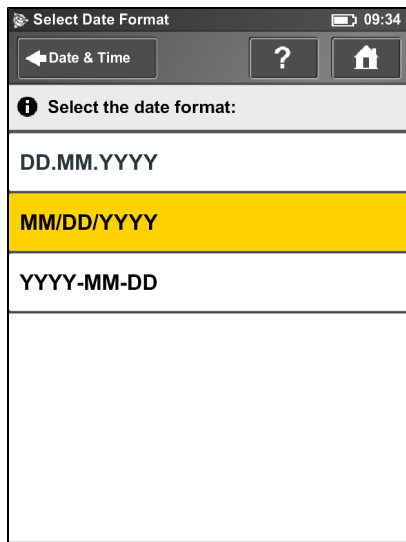 Select Date Format 09:34
Date & Time ?
Select the date format:
DD.MM.YYYY
MM/DD/YYYY
YYYY-MM-DD